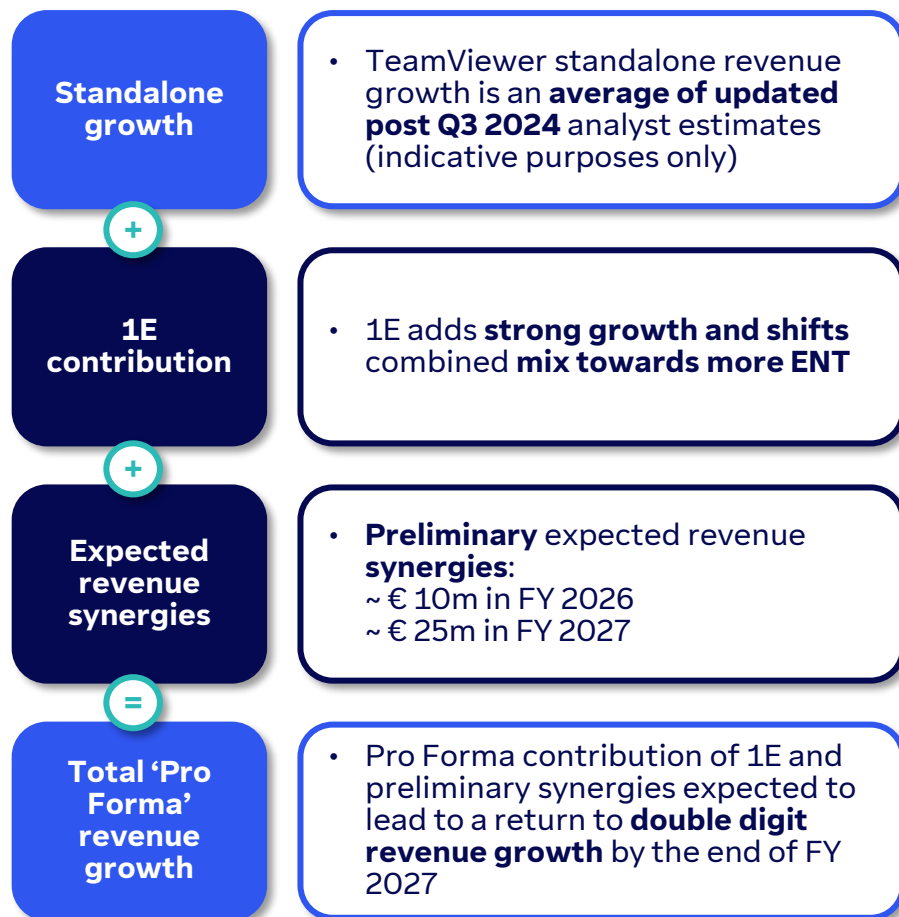 Standalone
growth
• TeamViewer standalone revenue
growth is an average of updated
post Q3 2024 analyst estimates
(indicative purposes only)
+
1E
contribution
• 1E adds strong growth and shifts
combined mix towards more ENT
+
Expected
revenue
synergies
• Preliminary expected revenue
synergies:
~ € 10m in FY 2026
~ € 25m in FY 2027
=
Total ‘Pro
Forma’
revenue
growth
• Pro Forma contribution of 1E and
preliminary synergies expected to
lead to a return to double digit
revenue growth by the end of FY
2027